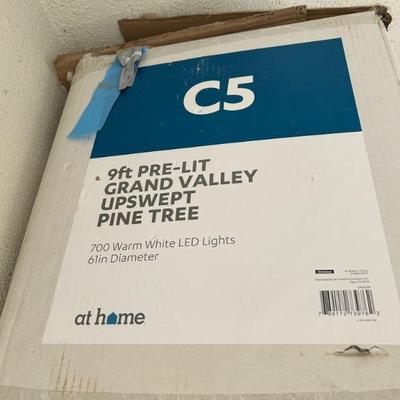 C5
9ft PRE-LIT
GRAND VALLEY
UPSWEPT
PINE TREE
700 Warm White LED Lights
61in Diameter
at home